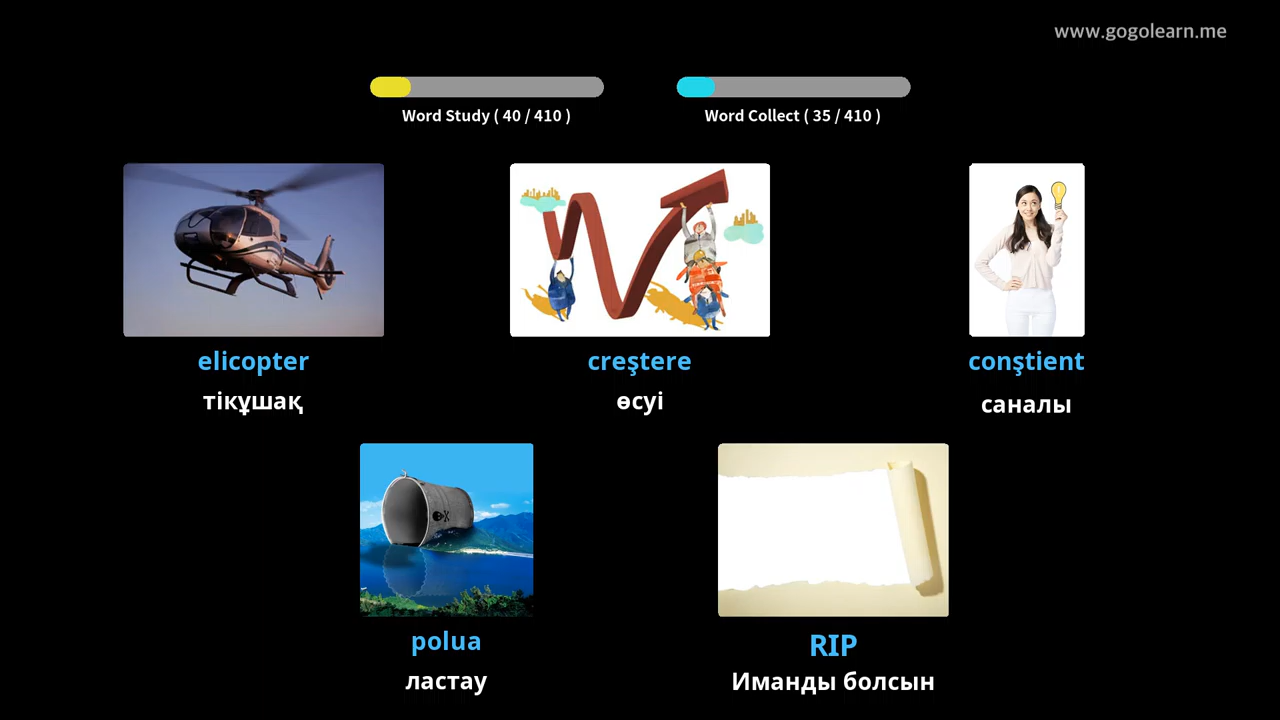 www.gogolearn.me
Word Study ( 40 / 410 )
Word Collect ( 35 / 410 )
elicopter
creştere
conştient
тікұшақ
өсуі
саналы
polua
RIP
ластау
Иманды болсын